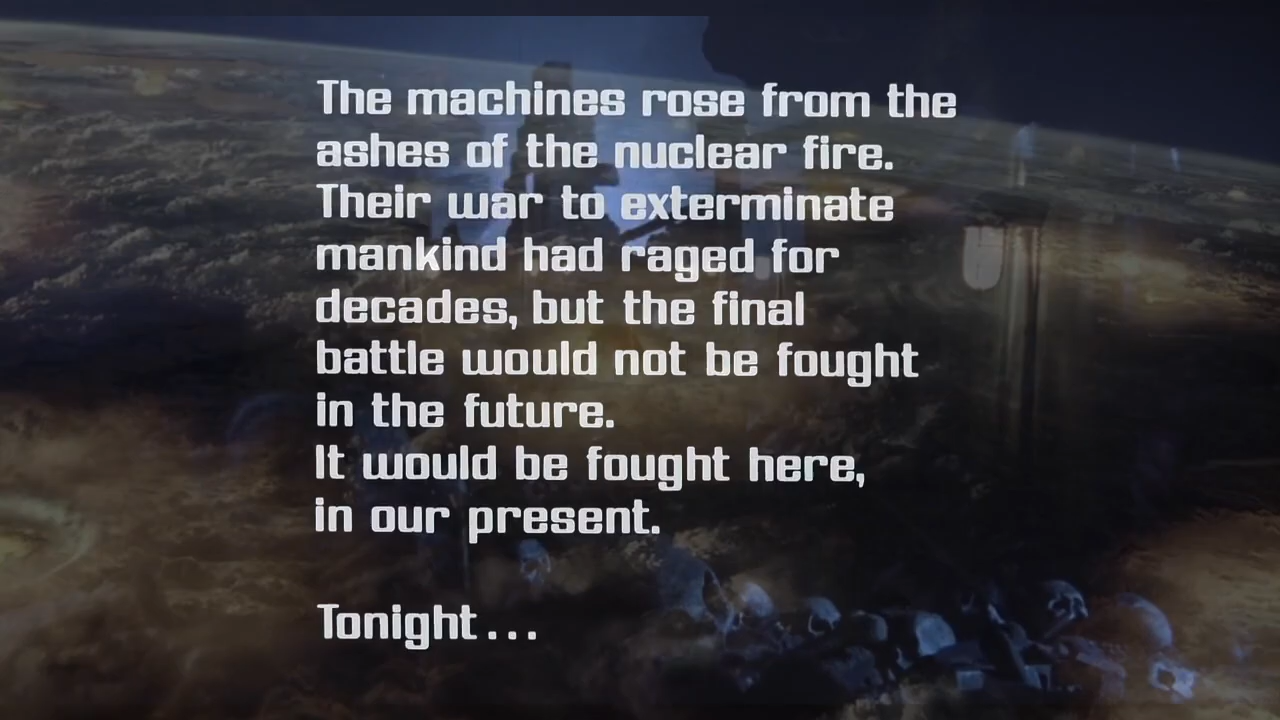 The machines rose from the
ashes of the nuclear fire.
Their war to exterminate
mankind had raged for
decades, but the final
battle would not be fought
in the future.
It would be fought here,
in our present.
Tonight...